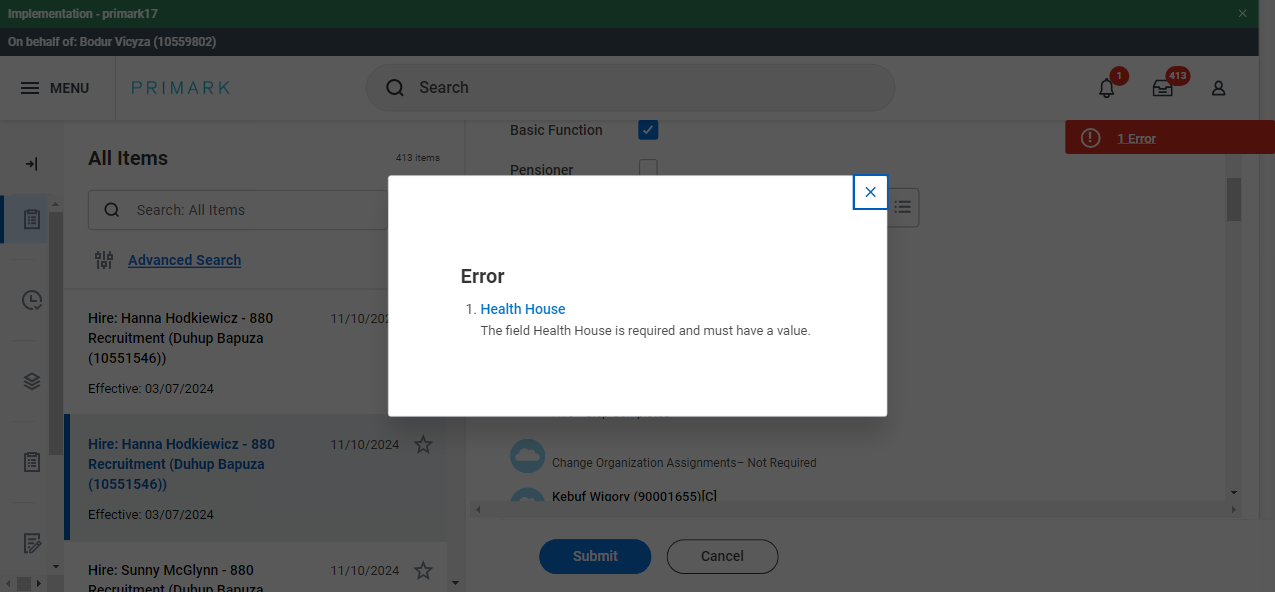 Implementation - primark17
On behalf of: Bodur Vicyza (10559802)
MENU
PRIMARK
Search
1
413
All Items
413 items
Search: All Items
Advanced Search
Hire: Hanna Hodkiewicz - 880
Recruitment (Duhup Bapuza
(10551546))
Effective: 03/07/2024
Hire: Hanna Hodkiewicz - 880
Recruitment (Duhup Bapuza
(10551546))
11/10/2024
Effective: 03/07/2024
Hire: Sunny McGlynn - 880
Recruitment (Duhup Bapuza
11/10/2024
Basic Function
Pensioner
1 Error
Error
1. Health House
The field Health House is required and must have a value.
Change Organization Assignments– Not Required
Kebuf Wigory (90001655)[C]
Submit
Cancel